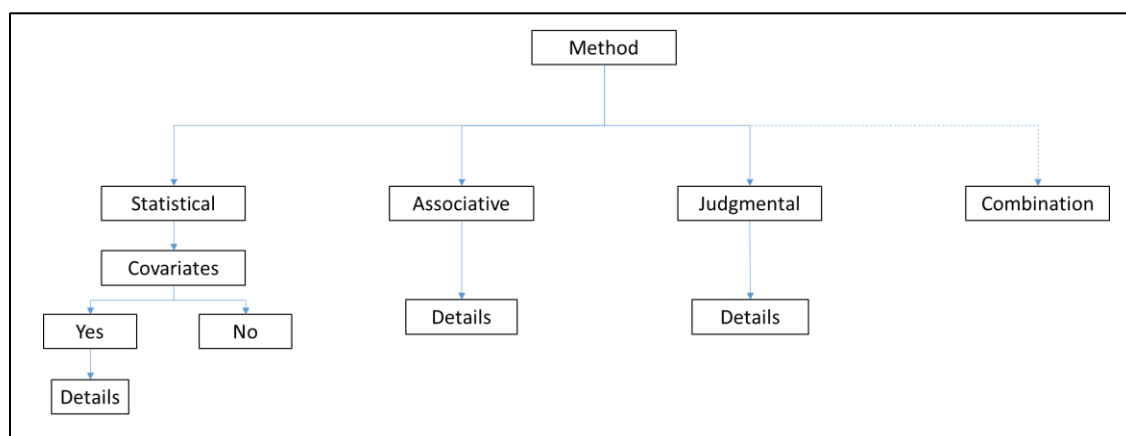 Method
Statistical
Associative
Judgmental
Combination
Covariates
Details
Details
Yes
No
Details